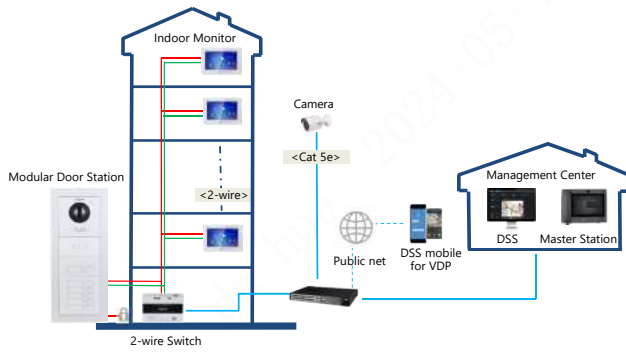 Indoor Monitor
Camera
<Cat 5e>
Modular Door Station
<2-wire>
Management Center
DSS
Master Station
Public net
DSS mobile
for VDP
2-wire Switch